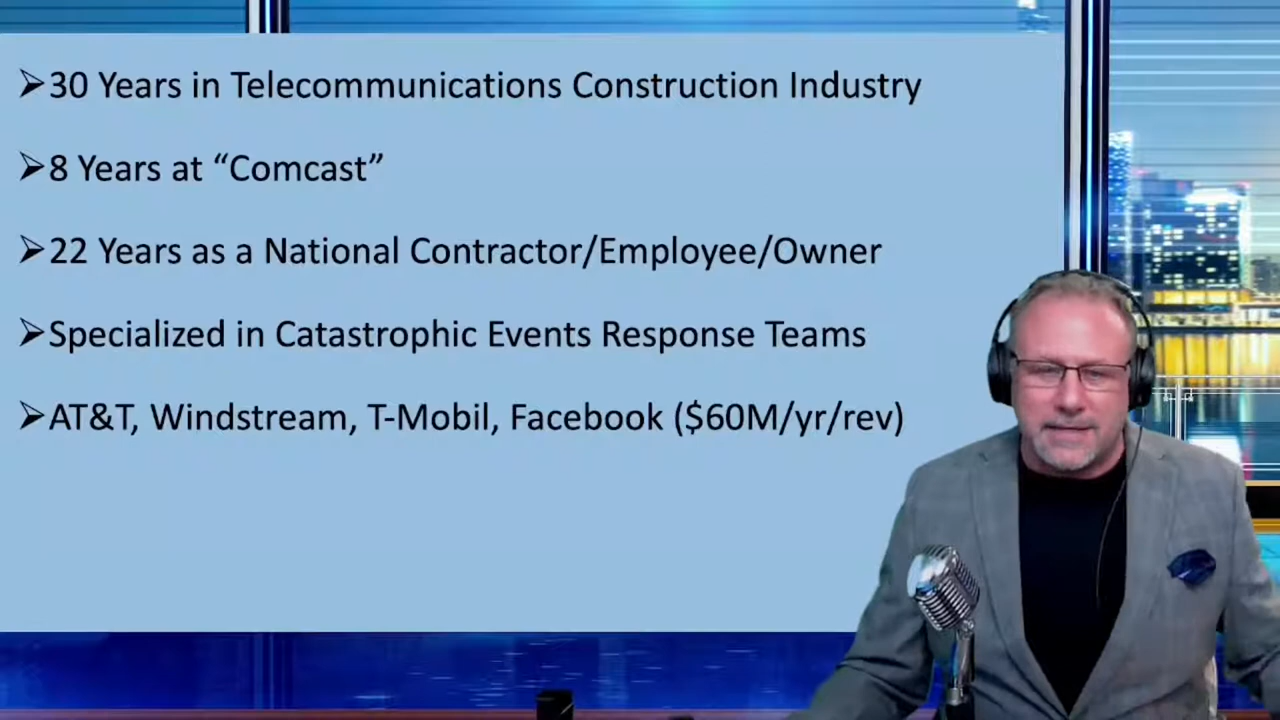 ➢30 Years in Telecommunications Construction Industry
➢8 Years at “Comcast”
➢22 Years as a National Contractor/Employee/Owner
➢Specialized in Catastrophic Events Response Teams
➢AT&T, Windstream, T-Mobil, Facebook ($60M/yr/rev)